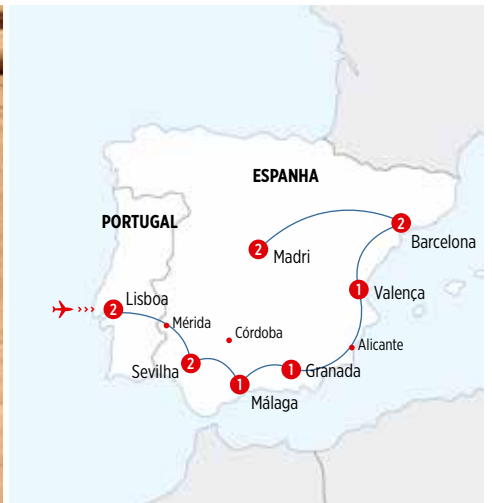 ESPANHA
PORTUGAL
2
Barcelona
2
Madri
1
Valença
2
Lisboa
Mérida
Córdoba
Alicante
2
Sevilha
1
Granada
1
Málaga